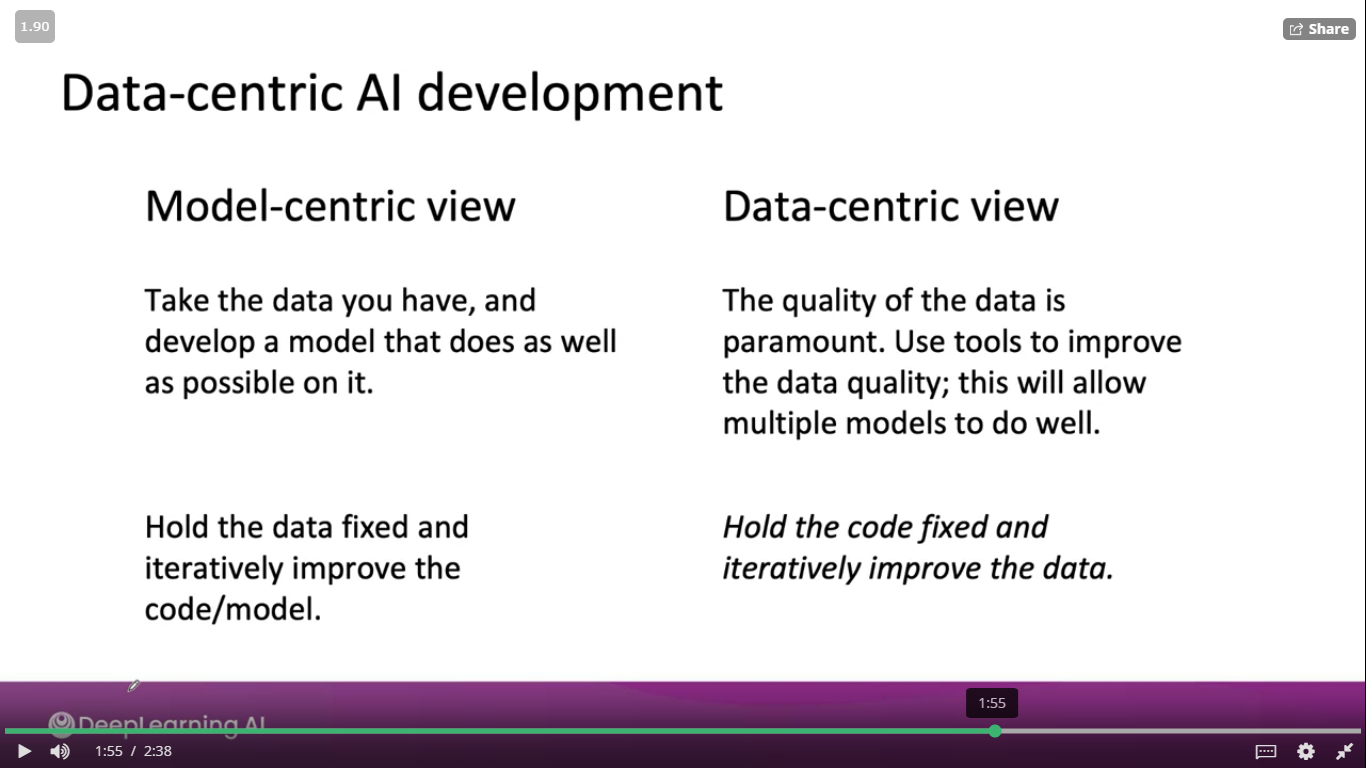 1.90
Share
Data-centric AI development
Model-centric view
Take the data you have, and
develop a model that does as well
as possible on it.
Hold the data fixed and
iteratively improve the
code/model.
Data-centric view
The quality of the data is
paramount. Use tools to improve
the data quality; this will allow
multiple models to do well.
Hold the code fixed and
iteratively improve the data.
DeepLearning.AI
1:55
1:55 / 2:38